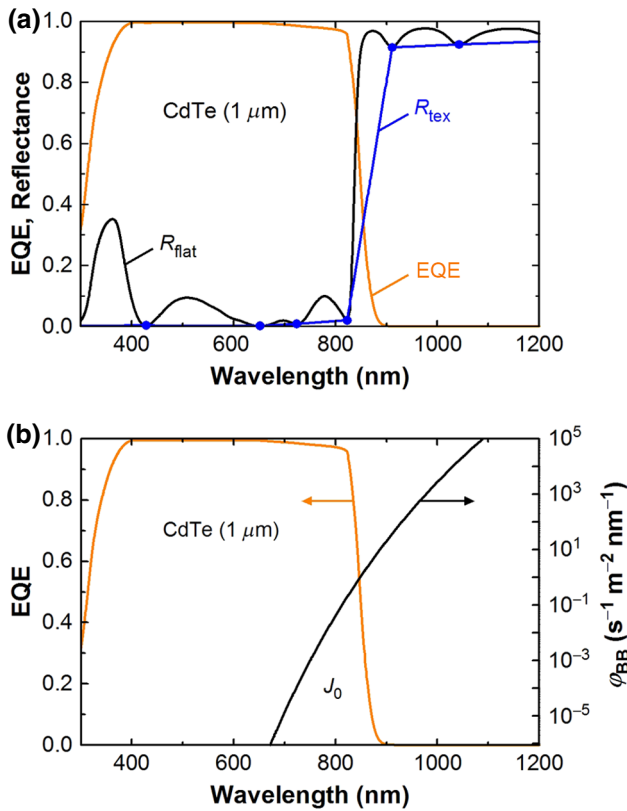 (a)
1.0
0.8
0.6
0.4
0.2
0.0
EQE, Reflectance
CdTe (1 μm)
R_tex
R_flat
EQE
400 600 800 1000 1200
Wavelength (nm)
(b)
1.0
0.8
0.6
0.4
0.2
0.0
EQE
CdTe (1 μm)
J_0
10^5
10^3
10^1
10^−1
10^−3
10^−5
φ_BB (s^−1 m^−2 nm^−1)
400 600 800 1000 1200
Wavelength (nm)